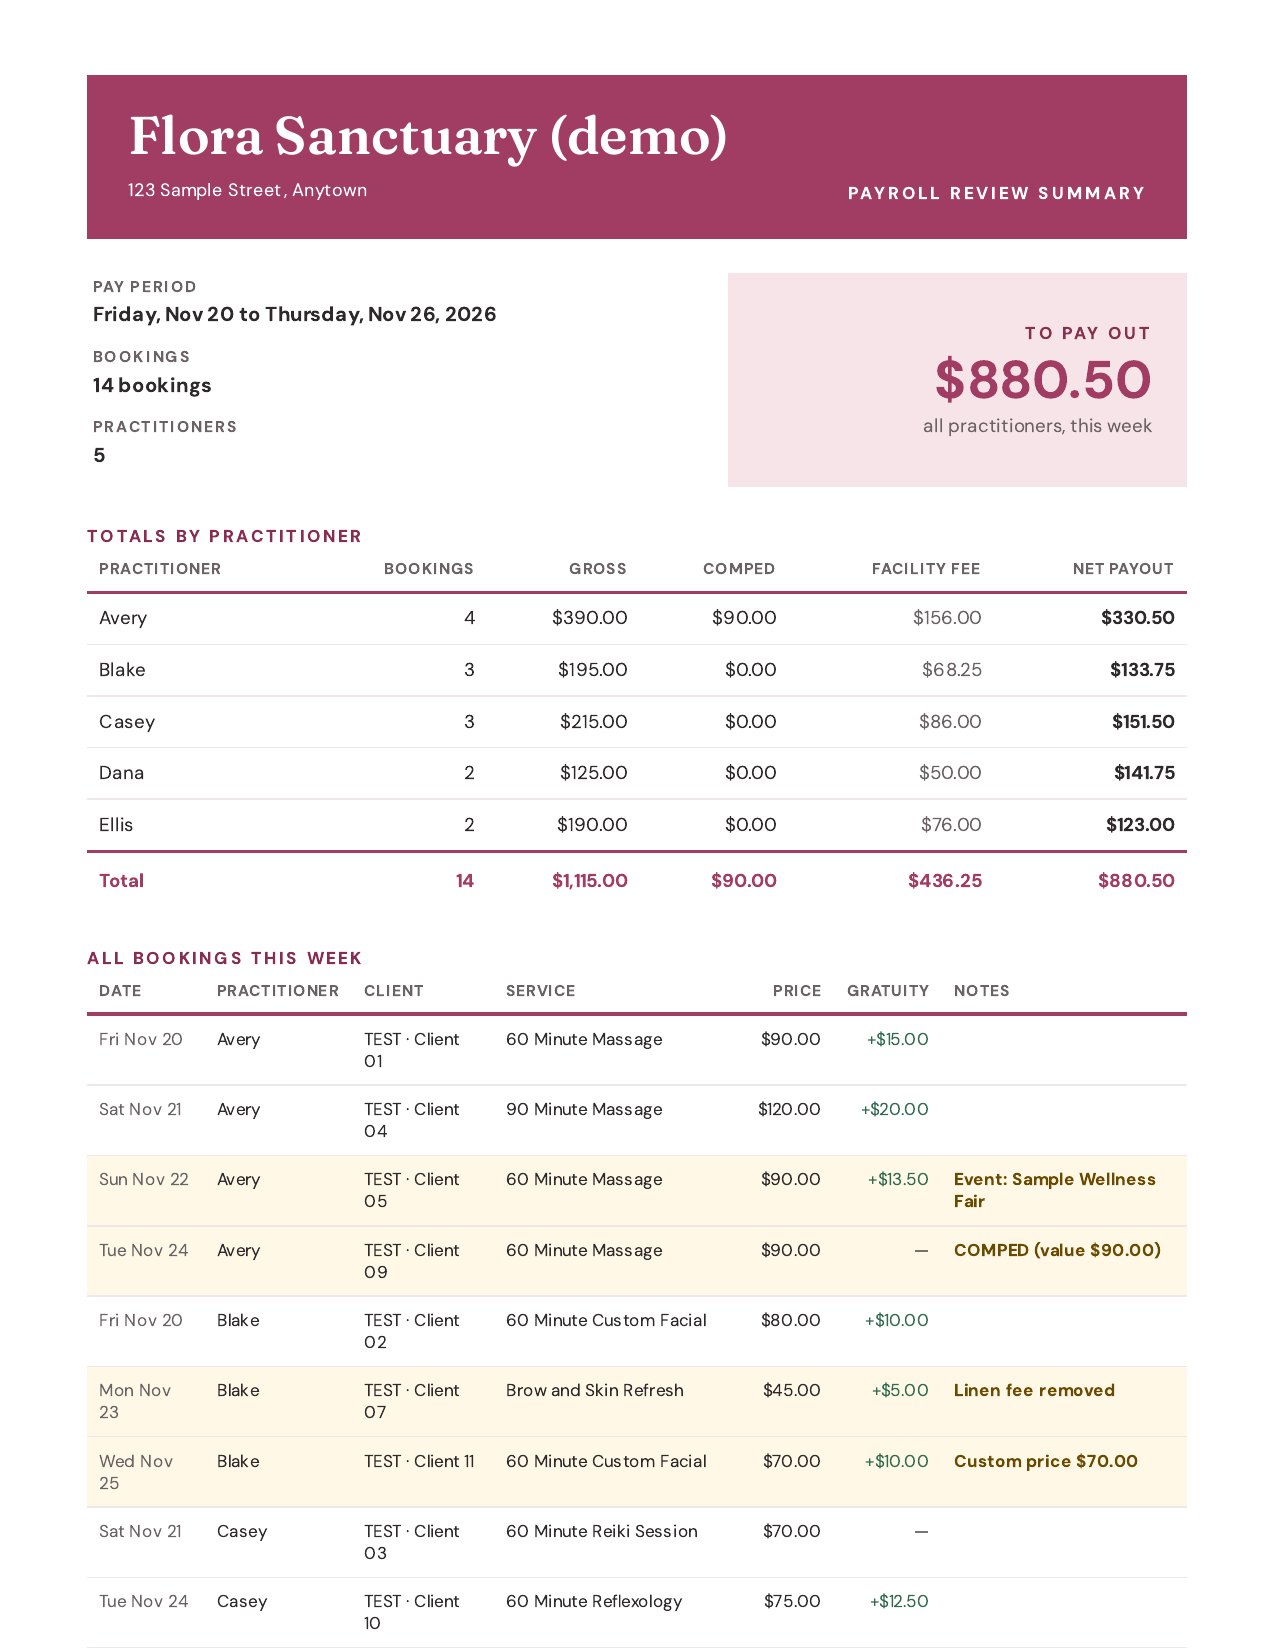 Flora Sanctuary (demo)
123 Sample Street, Anytown
PAYROLL REVIEW SUMMARY
PAY PERIOD
Friday, Nov 20 to Thursday, Nov 26, 2026
BOOKINGS
14 bookings
PRACTITIONERS
5
TO PAY OUT
$880.50
all practitioners, this week
TOTALS BY PRACTITIONER
PRACTITIONER BOOKINGS GROSS COMPED FACILITY FEE NET PAYOUT
Avery 4 $390.00 $90.00 $156.00 $330.50
Blake 3 $195.00 $0.00 $68.25 $133.75
Casey 3 $215.00 $0.00 $86.00 $151.50
Dana 2 $125.00 $0.00 $50.00 $141.75
Ellis 2 $190.00 $0.00 $76.00 $123.00
Total 14 $1,115.00 $90.00 $436.25 $880.50
ALL BOOKINGS THIS WEEK
DATE PRACTITIONER CLIENT SERVICE PRICE GRATUITY NOTES
Fri Nov 20 Avery TEST · Client 60 Minute Massage $90.00 +$15.00
01
Sat Nov 21 Avery TEST · Client 90 Minute Massage $120.00 +$20.00
04
Sun Nov 22 Avery TEST · Client 60 Minute Massage $90.00 +$13.50 Event: Sample Wellness
05 Fair
Tue Nov 24 Avery TEST · Client 60 Minute Massage $90.00 — COMPED (value $90.00)
09
Fri Nov 20 Blake TEST · Client 60 Minute Custom Facial $80.00 +$10.00
02
Mon Nov Blake TEST · Client Brow and Skin Refresh $45.00 +$5.00 Linen fee removed
23 07
Wed Nov Blake TEST · Client 11 60 Minute Custom Facial $70.00 +$10.00 Custom price $70.00
25
Sat Nov 21 Casey TEST · Client 60 Minute Reiki Session $70.00 —
03
Tue Nov 24 Casey TEST · Client 60 Minute Reflexology $75.00 +$12.50
10